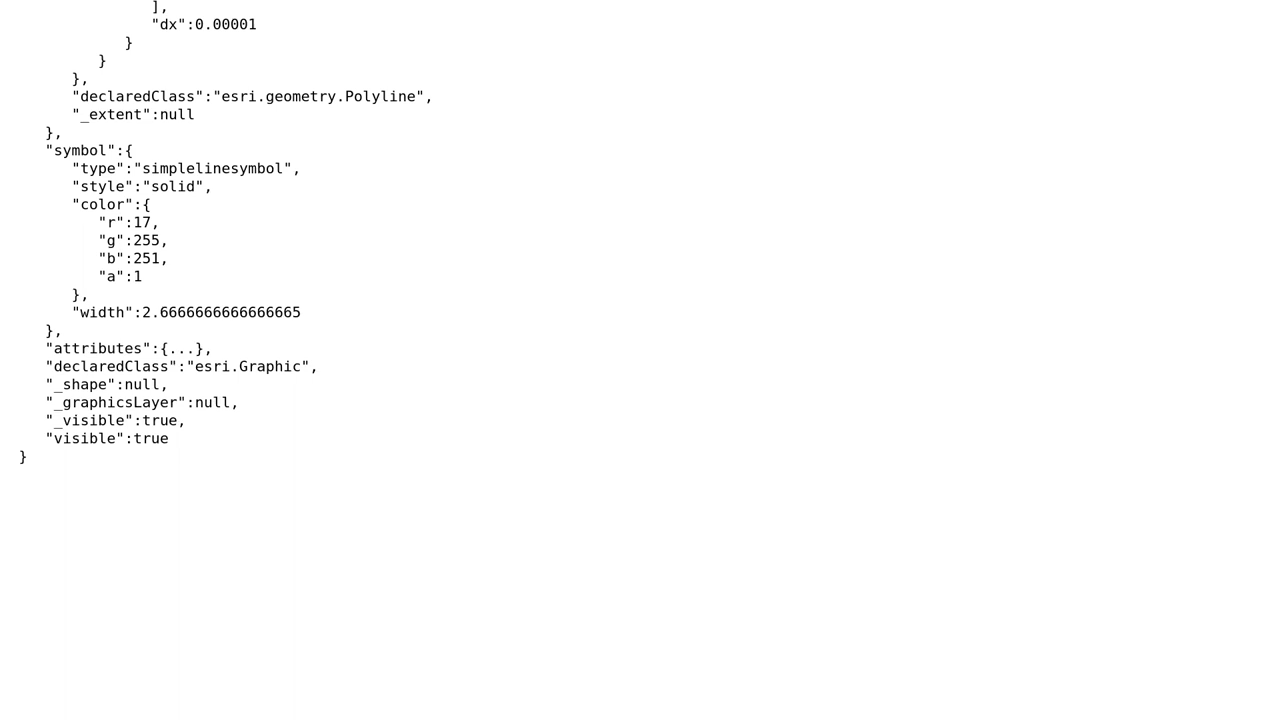 ],
"dx":0.00001
}
}
},
"declaredClass":"esri.geometry.Polyline",
"_extent":null
},
"symbol":{
"type":"simplelinesymbol",
"style":"solid",
"color":{
"r":17,
"g":255,
"b":251,
"a":1
},
"width":2.6666666666666665
},
"attributes":{...},
"declaredClass":"esri.Graphic",
"_shape":null,
"_graphicsLayer":null,
"_visible":true,
"visible":true
}